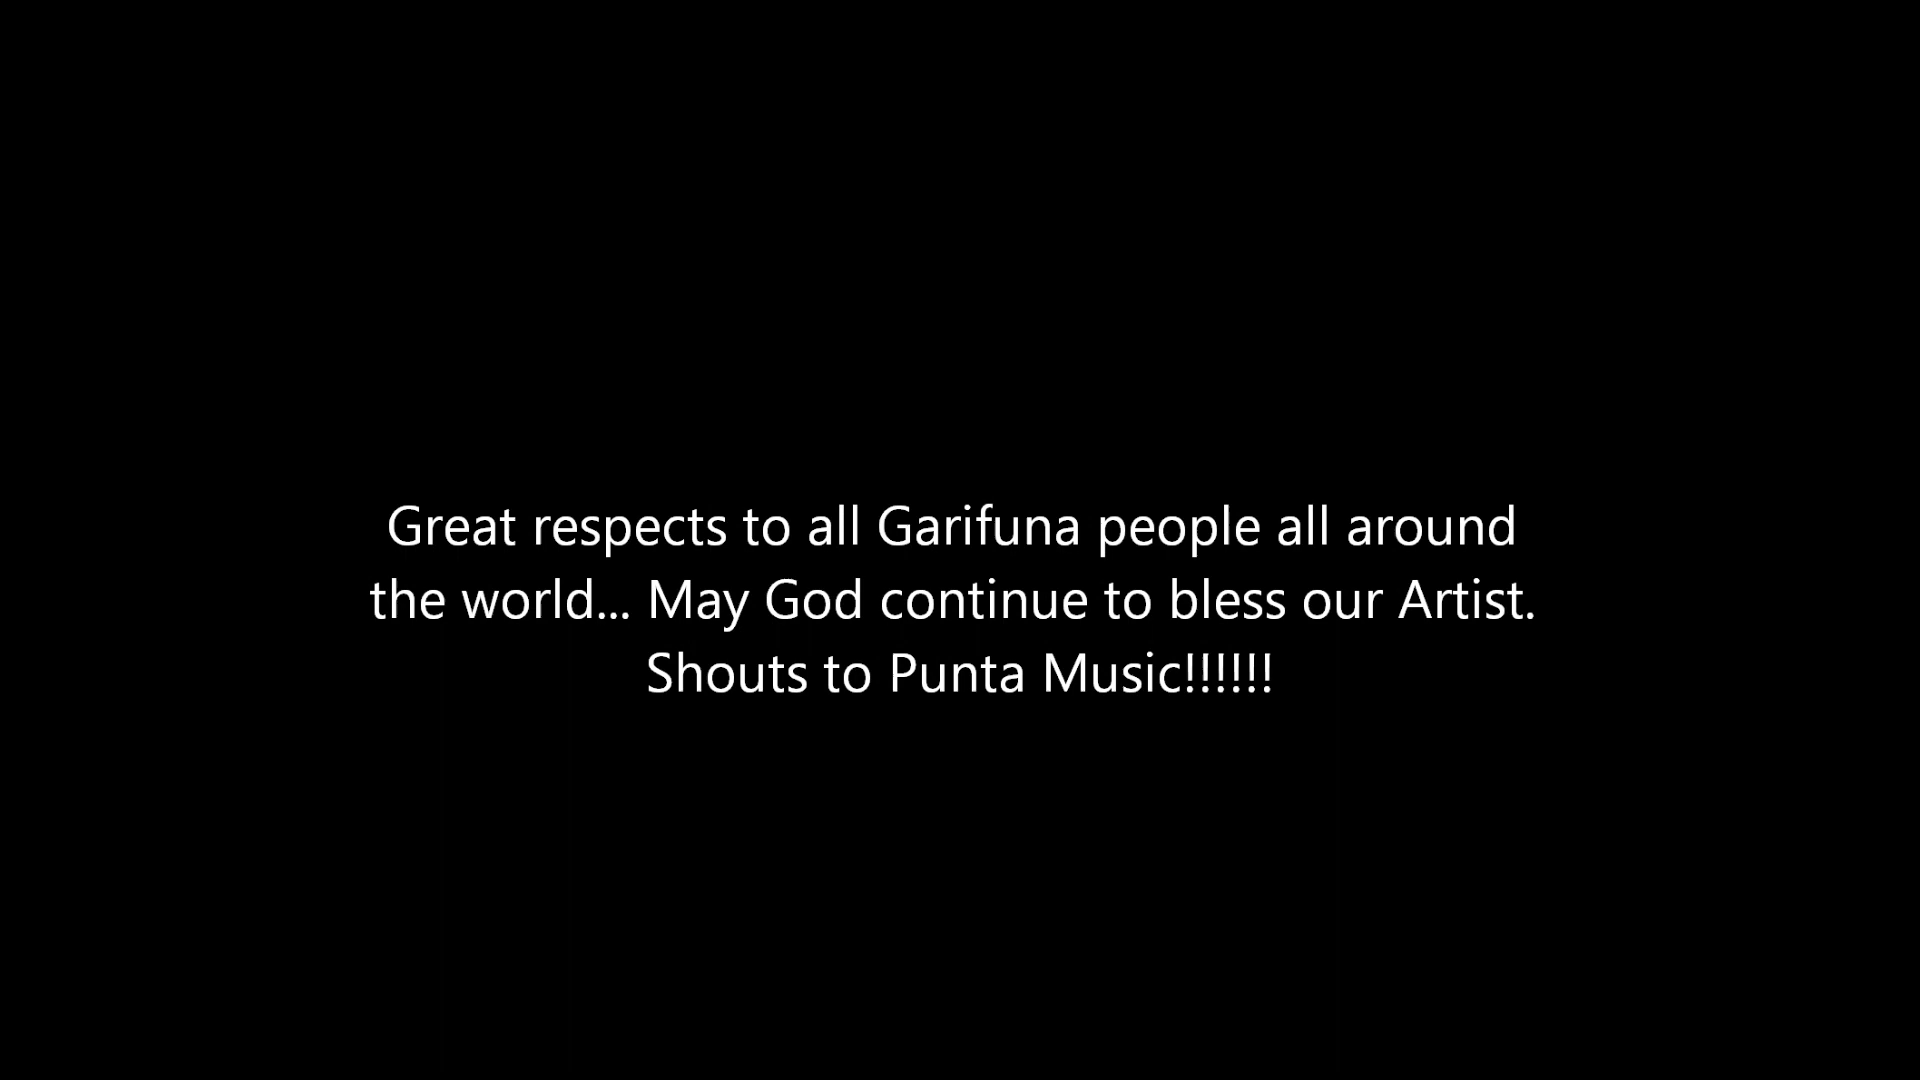 Great respects to all Garifuna people all around
the world... May God continue to bless our Artist.
Shouts to Punta Music!!!!!!